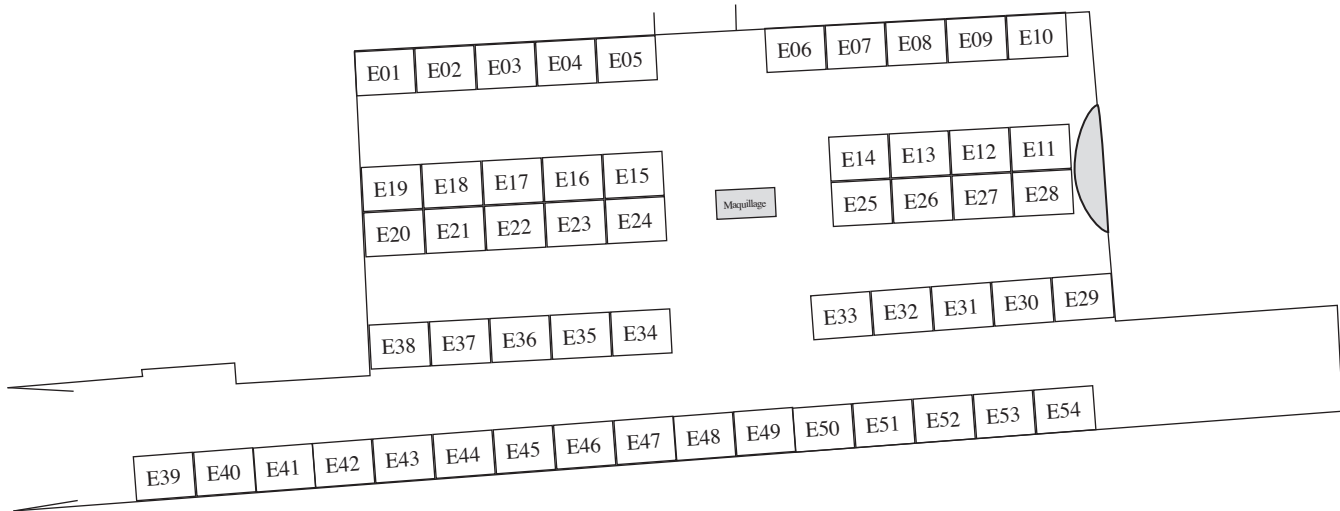 E01 E02 E03 E04 E05 E06 E07 E08 E09 E10
E19 E18 E17 E16 E15 E14 E13 E12 E11
Maquillage
E20 E21 E22 E23 E24 E25 E26 E27 E28
E38 E37 E36 E35 E34 E33 E32 E31 E30 E29
E39 E40 E41 E42 E43 E44 E45 E46 E47 E48 E49 E50 E51 E52 E53 E54